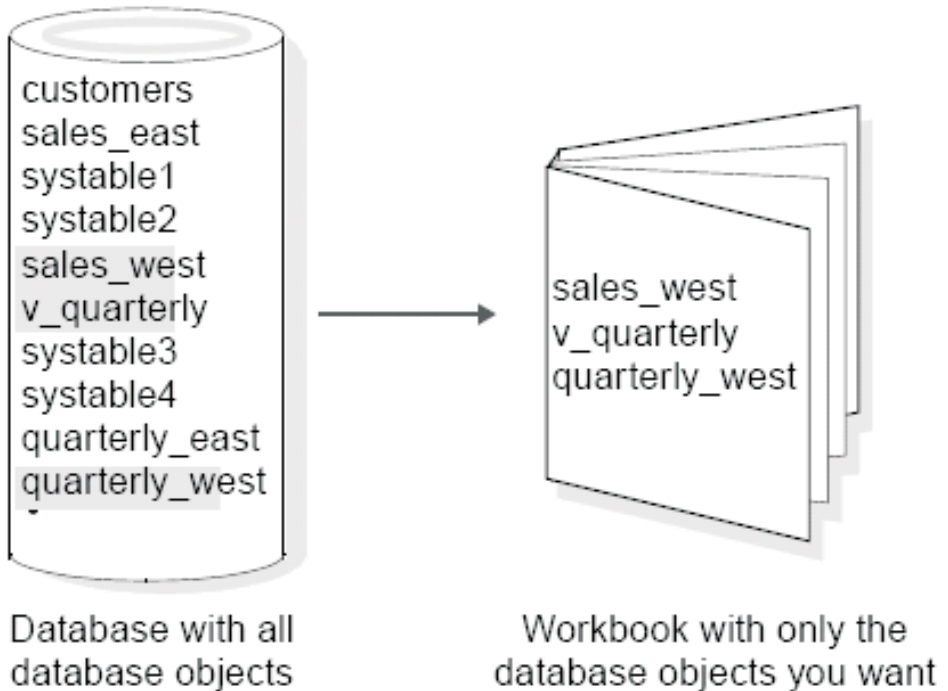 customers
sales_east
systable1
systable2
sales_west
v_quarterly
systable3
systable4
quarterly_east
quarterly_west
sales_west
v_quarterly
quarterly_west
Database with all
database objects
Workbook with only the
database objects you want